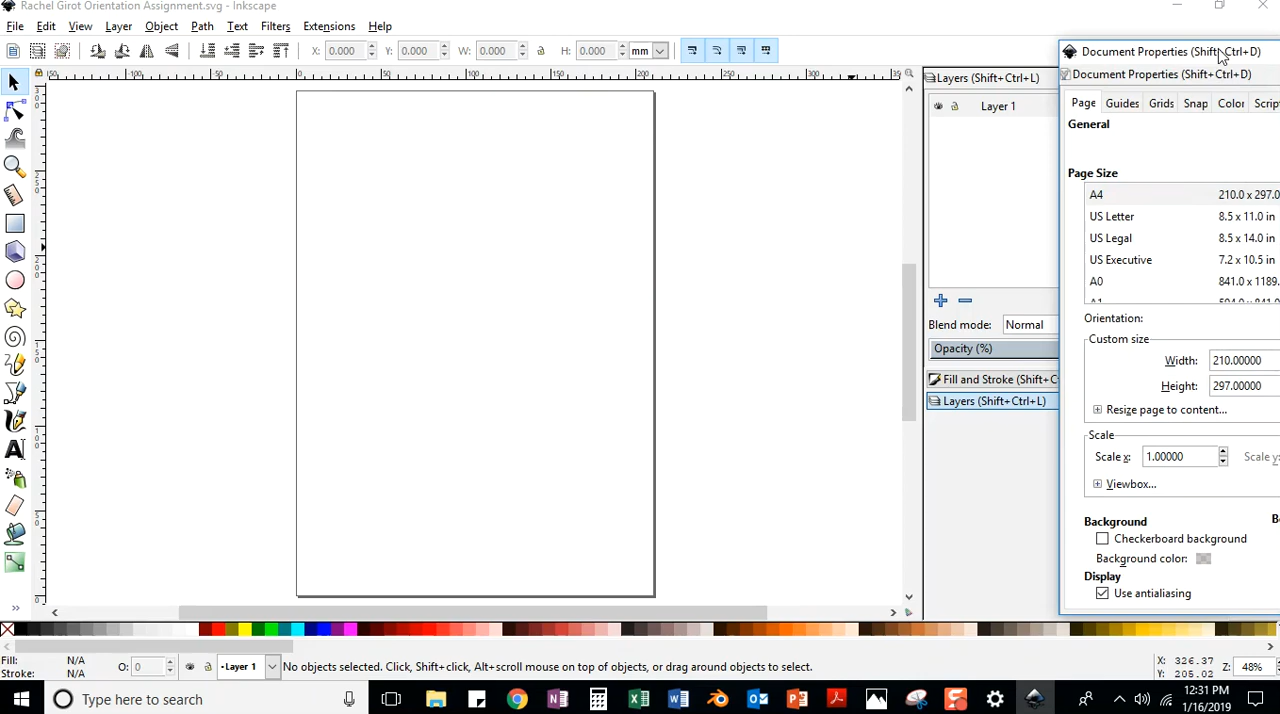 Rachel Girot Orientation Assignment.svg - Inkscape
File Edit View Layer Object Path Text Filters Extensions Help
X: 0.000 Y: 0.000 W: 0.000 H: 0.000 mm
Document Properties (Shift+Ctrl+D)
Document Properties (Shift+Ctrl+D)
Layers (Shift+Ctrl+L)
Page Guides Grids Snap Color Scrip
Layer 1
General
Page Size
A4 210.0 x 297.0
US Letter 8.5 x 11.0 in
US Legal 8.5 x 14.0 in
US Executive 7.2 x 10.5 in
A0 841.0 x 1189.
Orientation:
Blend mode: Normal
Custom size
Opacity (%)
Width: 210.00000
Fill and Stroke (Shift+C
Height: 297.00000
Layers (Shift+Ctrl+L)
Resize page to content...
Scale
Scale x: 1.00000 Scale y:
Viewbox...
Background
Checkerboard background
Background color:
Display
Use antialiasing
Fill: N/A
Stroke: N/A
O: 0
Layer 1
No objects selected. Click, Shift+click, Alt+scroll mouse on top of objects, or drag around objects to select.
X: 326.37
Y: 205.02
Z: 48%
Type here to search
12:31 PM
1/16/2019